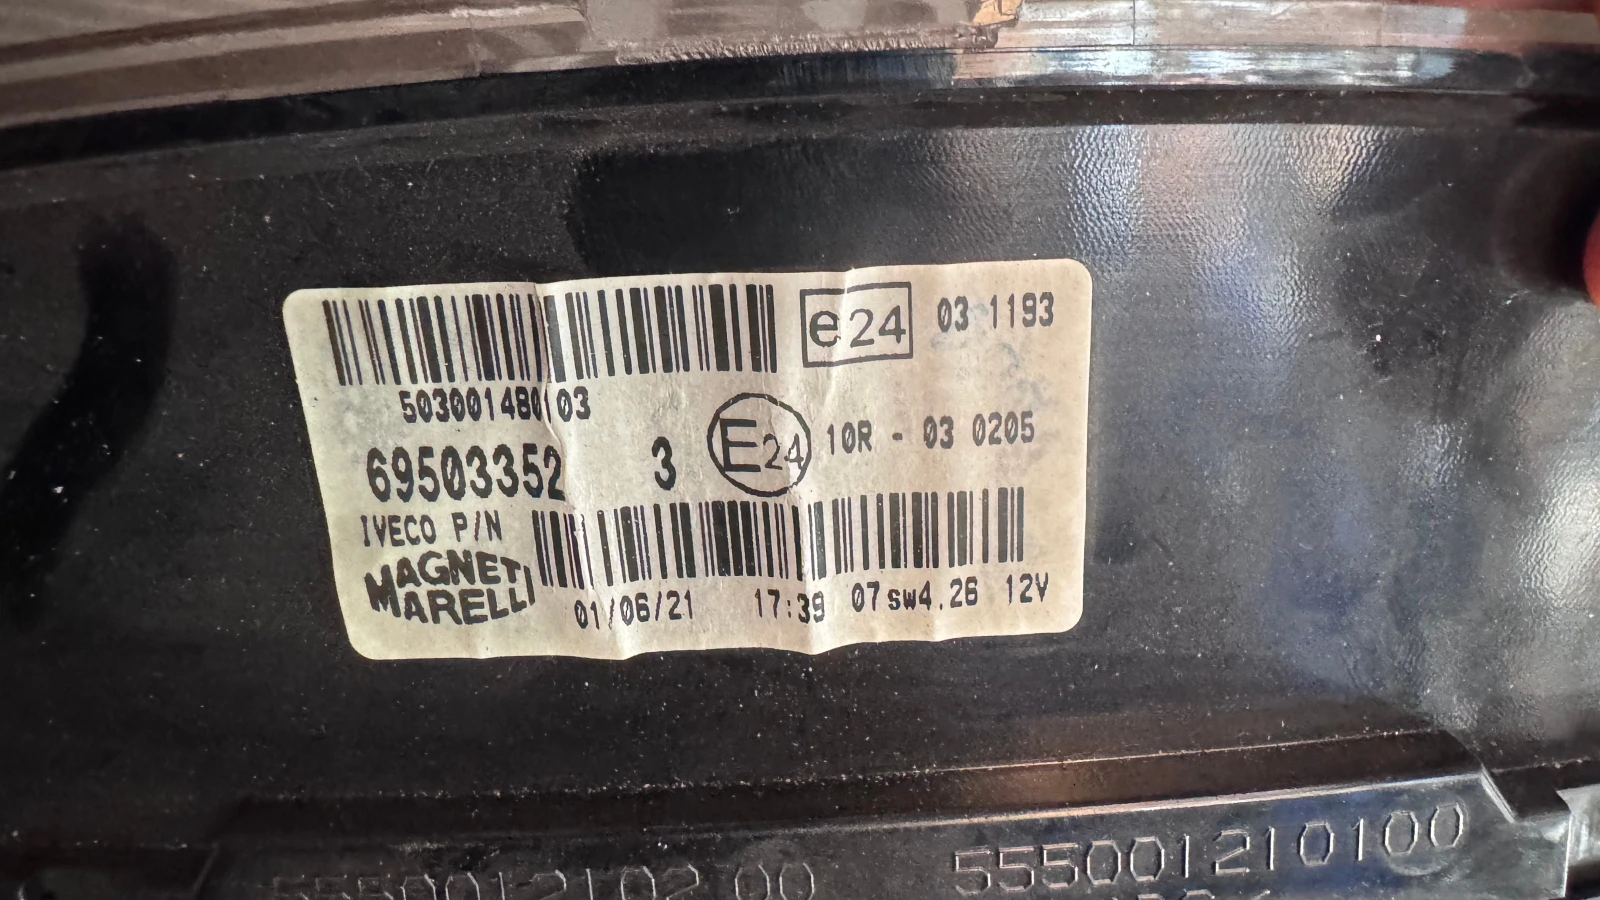 e24 03 1193
503001480103
69503352 3 E24 10R - 03 0205
IVECO P/N
MAGNETI
MARELLI
01/06/21 17:39 07sw4.26 12V
555001210200 555001210100